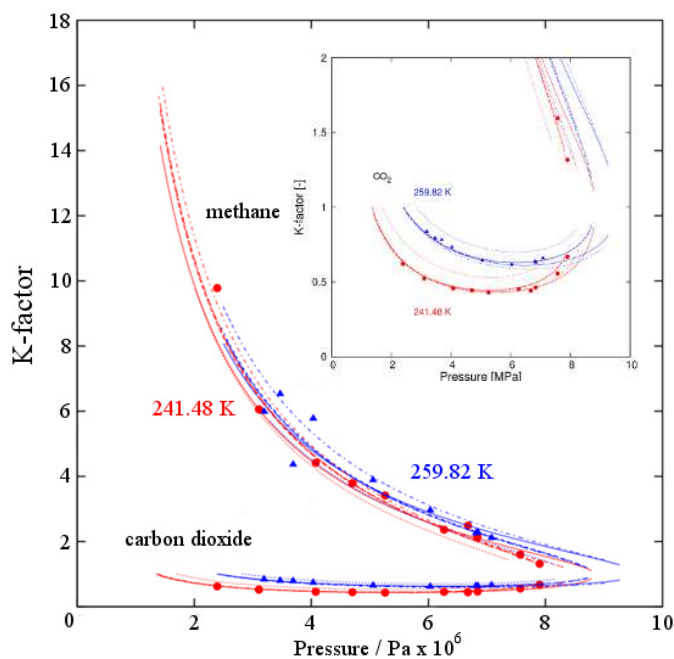 18
16
14
12
10
8
6
4
2
0
2
4
6
8
10
K-factor
Pressure / Pa x 10⁶
methane
241.48 K
259.82 K
carbon dioxide
2
1.5
1
0.5
0
0
2
4
6
8
10
K-factor [-]
Pressure [MPa]
CO₂
259.82 K
241.48 K